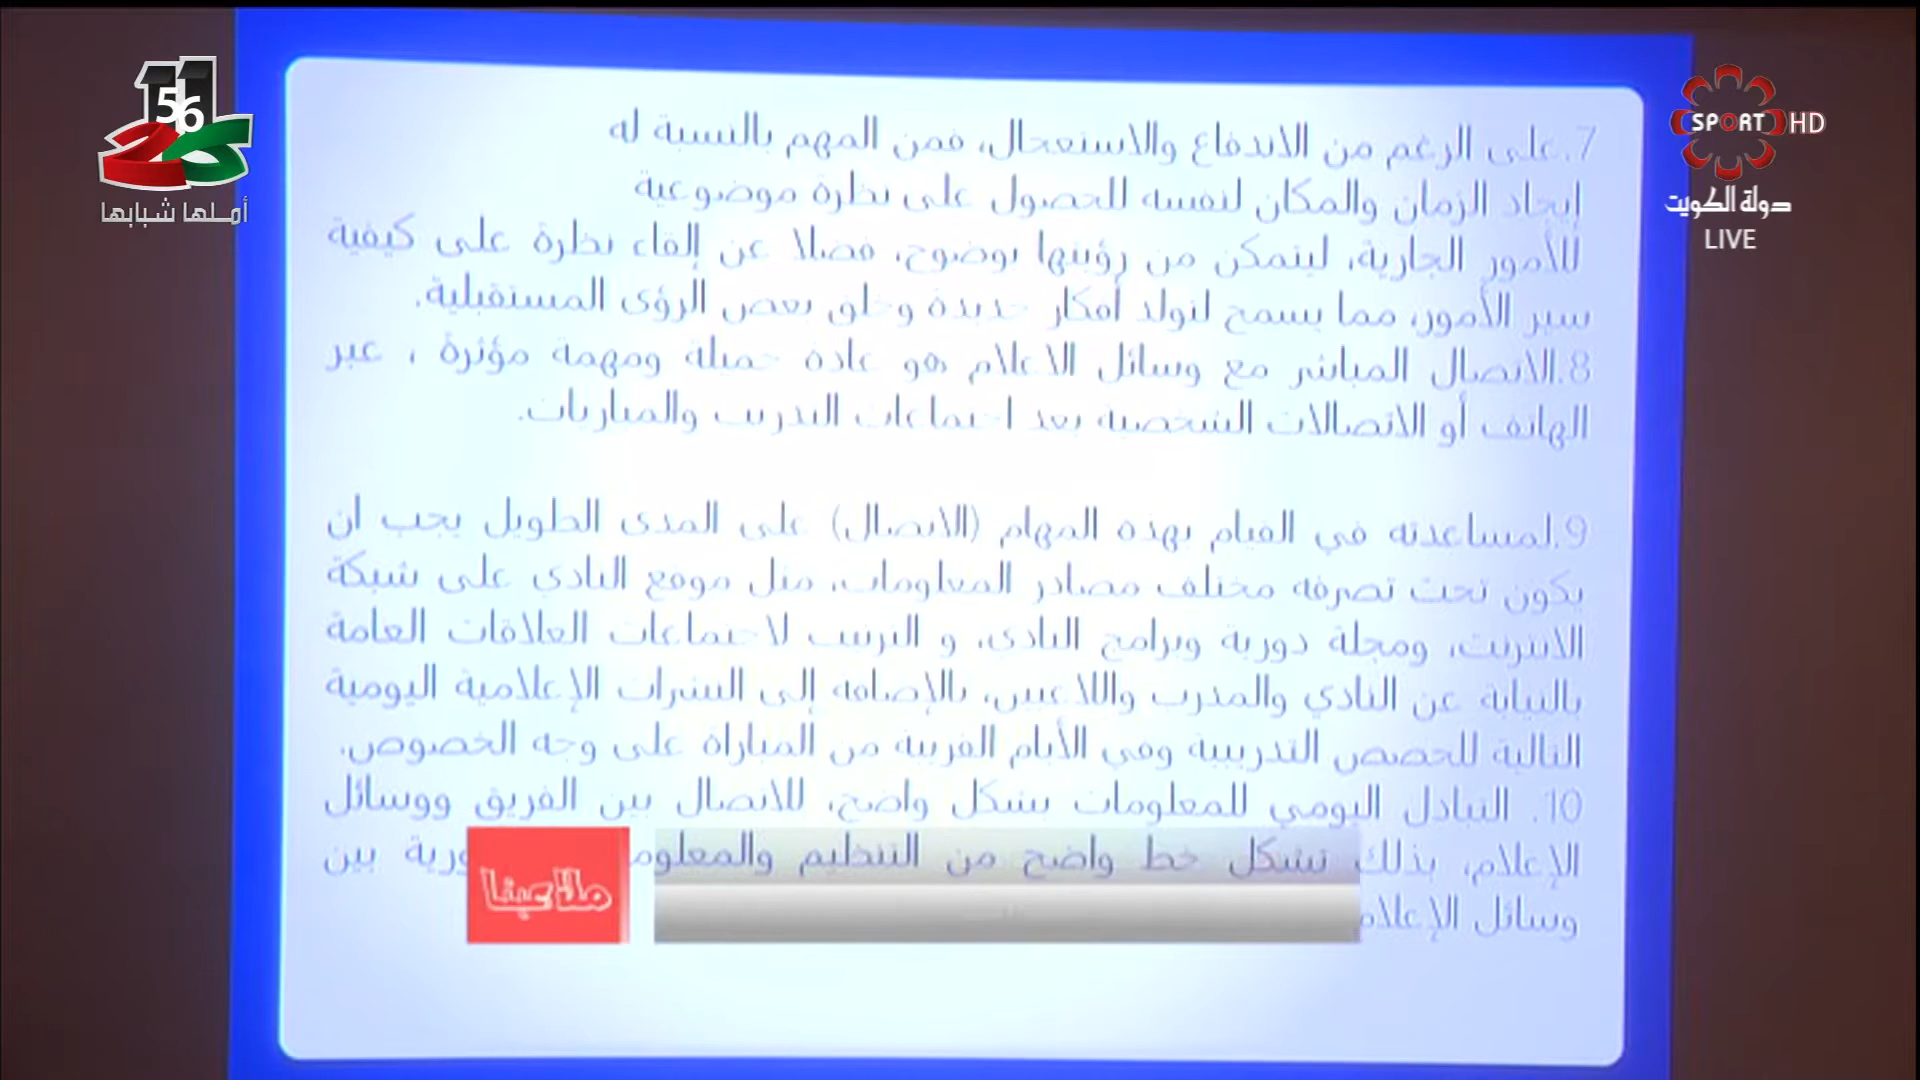 56
أملها شبابها
SPORT HD
دولة الكويت
LIVE
7.على الرغم من الاندفاع والاستعجال، فمن المهم بالنسبة له
إيجاد الزمان والمكان لنفسه للحصول على نظرة موضوعية
للأمور الجارية، ليتمكن من رؤيتها بوضوح، فضلا عن إلقاء نظرة على كيفية
سير الأمور، مما يسمح لتولد أفكار جديدة وخلق بعض الرؤى المستقبلية.
8.الاتصال المباشر مع وسائل الاعلام هو عادة جميلة ومهمة مؤثرة ، عبر
الهاتف أو الاتصالات الشخصية بعد اجتماعات التدريب والمباريات.
9.لمساعدته في القيام بهذه المهام (الاتصال) على المدى الطويل يجب ان
يكون تحت تصرفه مختلف مصادر المعلومات، مثل موقع النادي على شبكة
الانترنت، ومجلة دورية وبرامج النادي، و الترتيب لاجتماعات العلاقات العامة
بالنيابة عن النادي والمدرب واللاعبين، بالإضافة إلى النشرات الإعلامية اليومية
التالية للحصص التدريبية وفي الأيام القريبة من المباراة على وجه الخصوص.
10. التبادل اليومي للمعلومات بشكل واضح، للاتصال بين الفريق ووسائل
الإعلام، بذلك تشكل خط واضح من التنظيم بين
وسائل الإعلام
ملاعبنا